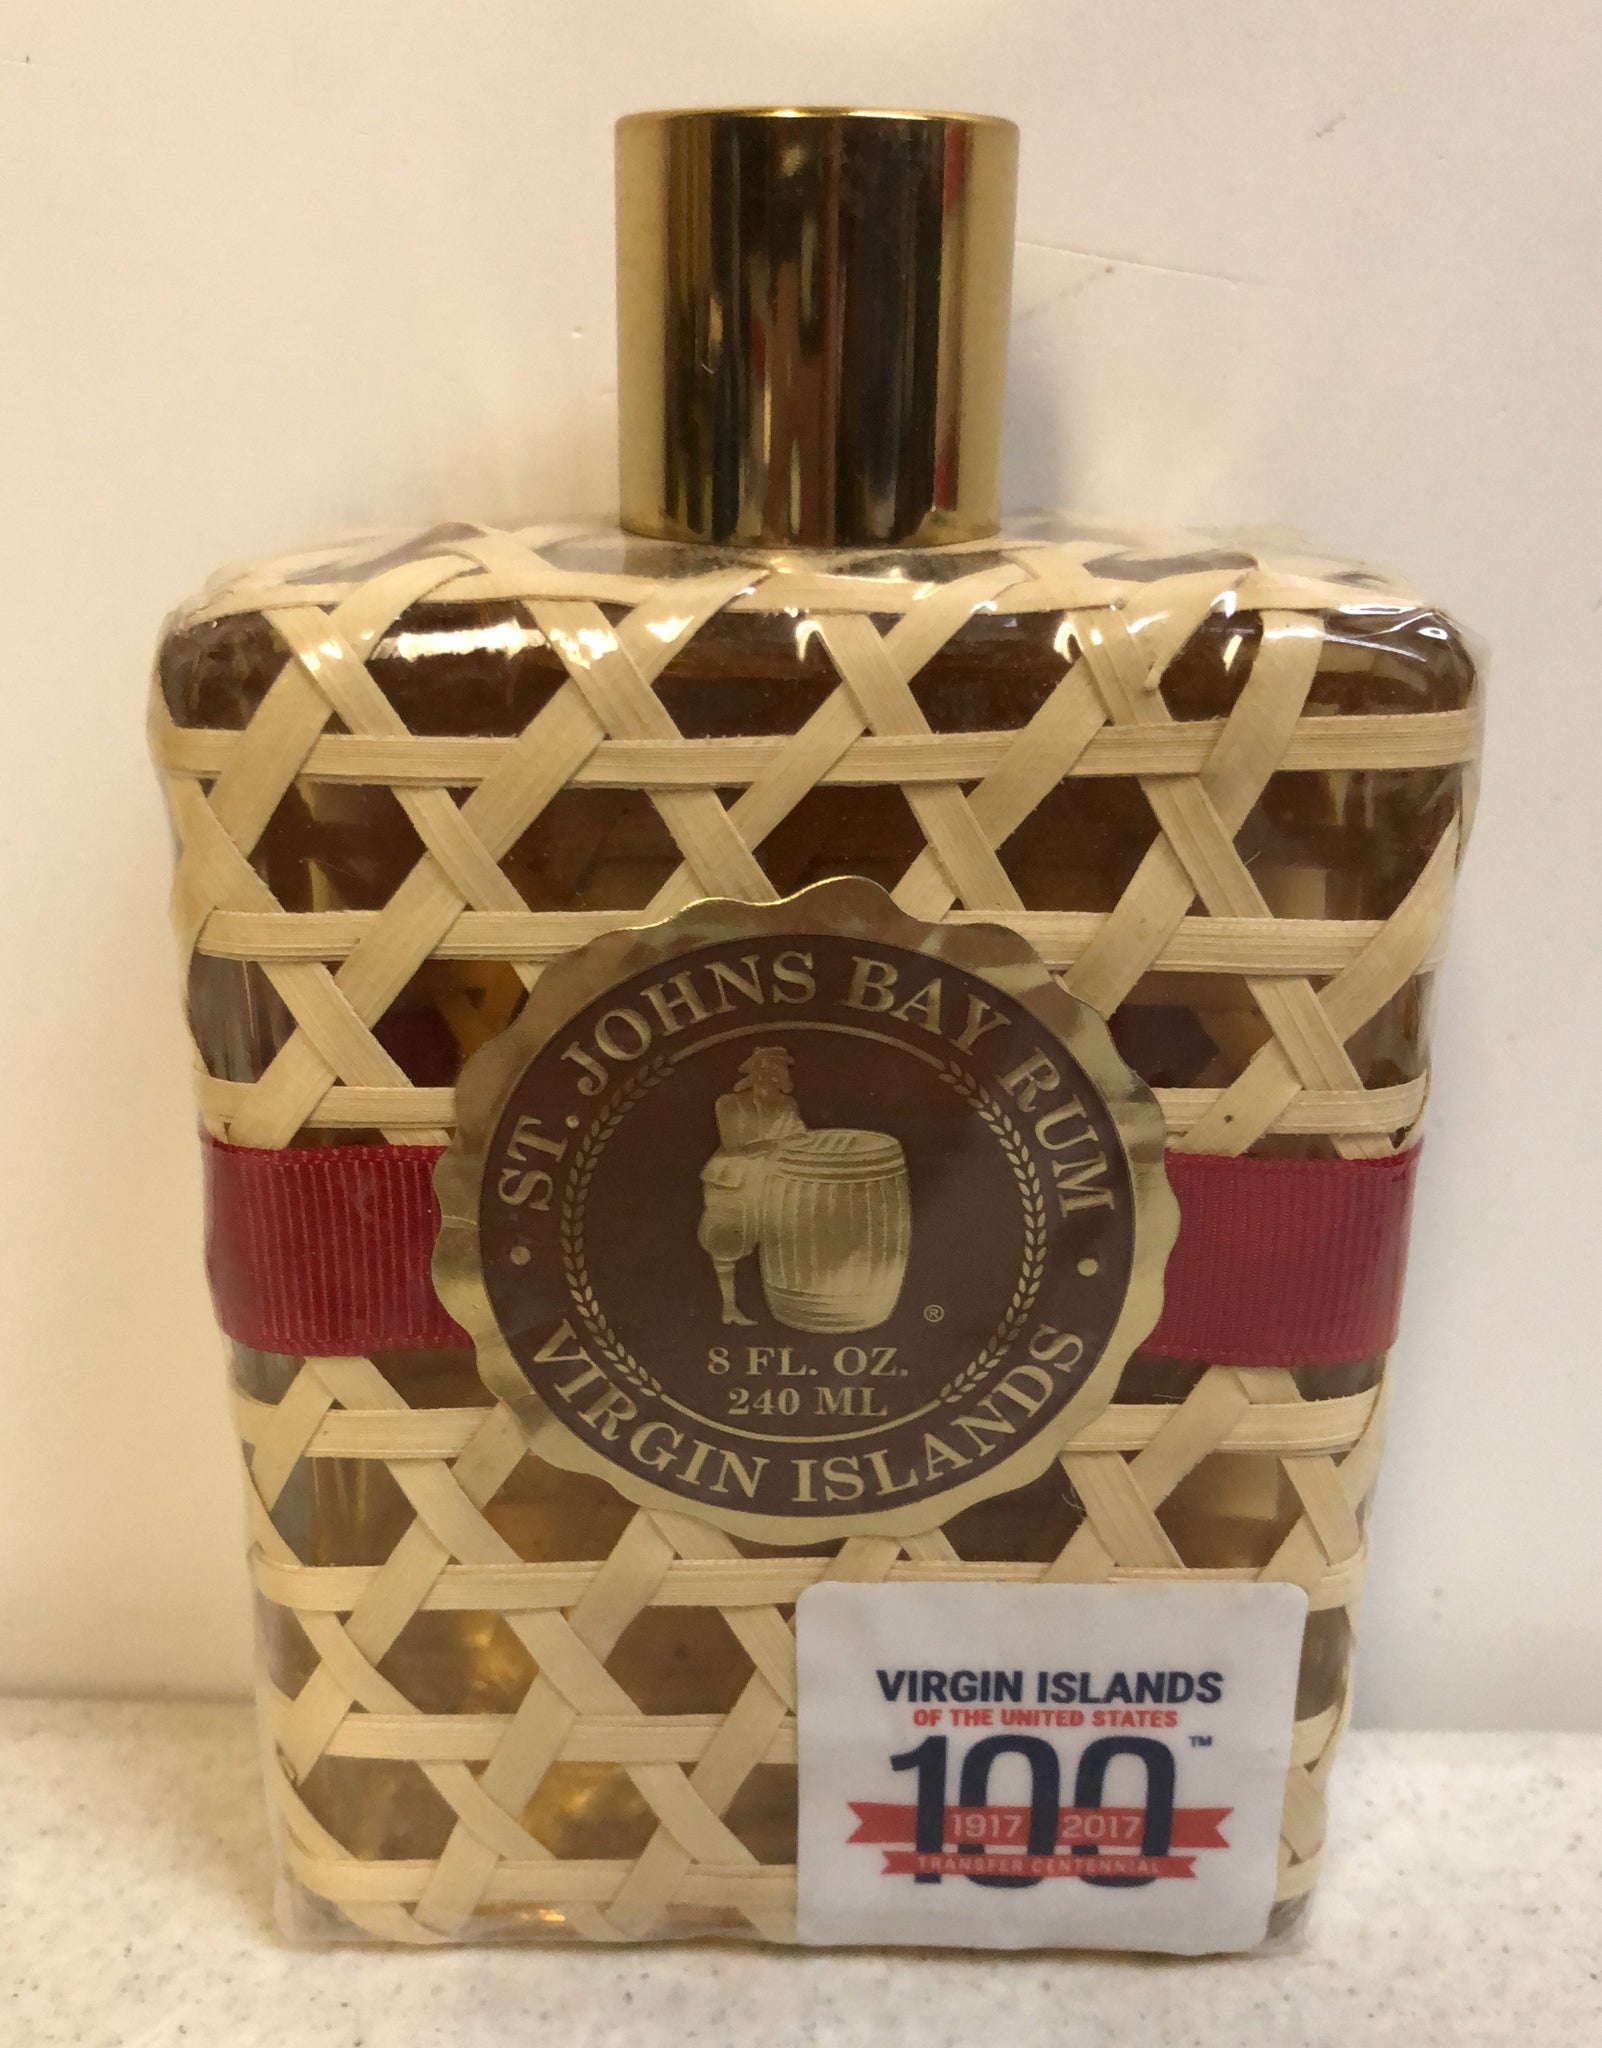 ST. JOHNS BAY RUM
®
8 FL. OZ.
240 ML
• VIRGIN ISLANDS •
VIRGIN ISLANDS
OF THE UNITED STATES
100™
1917 2017
TRANSFER CENTENNIAL